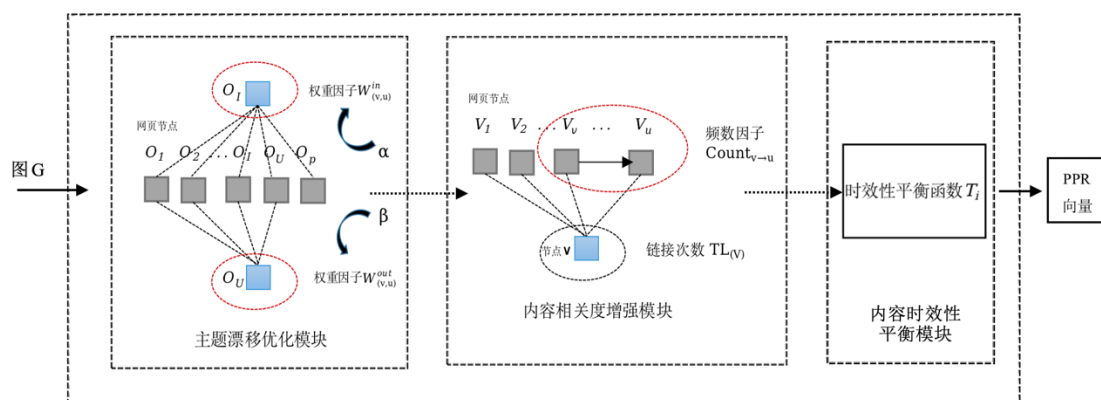 图 G
O_I
权重因子W^{in}_{(v,u)}
网页节点
O_1 O_2 ... O_I O_U O_p
α
β
O_U
权重因子W^{out}_{(v,u)}
主题漂移优化模块
网页节点
V_1 V_2 ... V_v ... V_u
频数因子
Count_{v→u}
节点v
链接次数 TL_{(V)}
内容相关度增强模块
时效性平衡函数T_i
内容时效性
平衡模块
PPR
向量